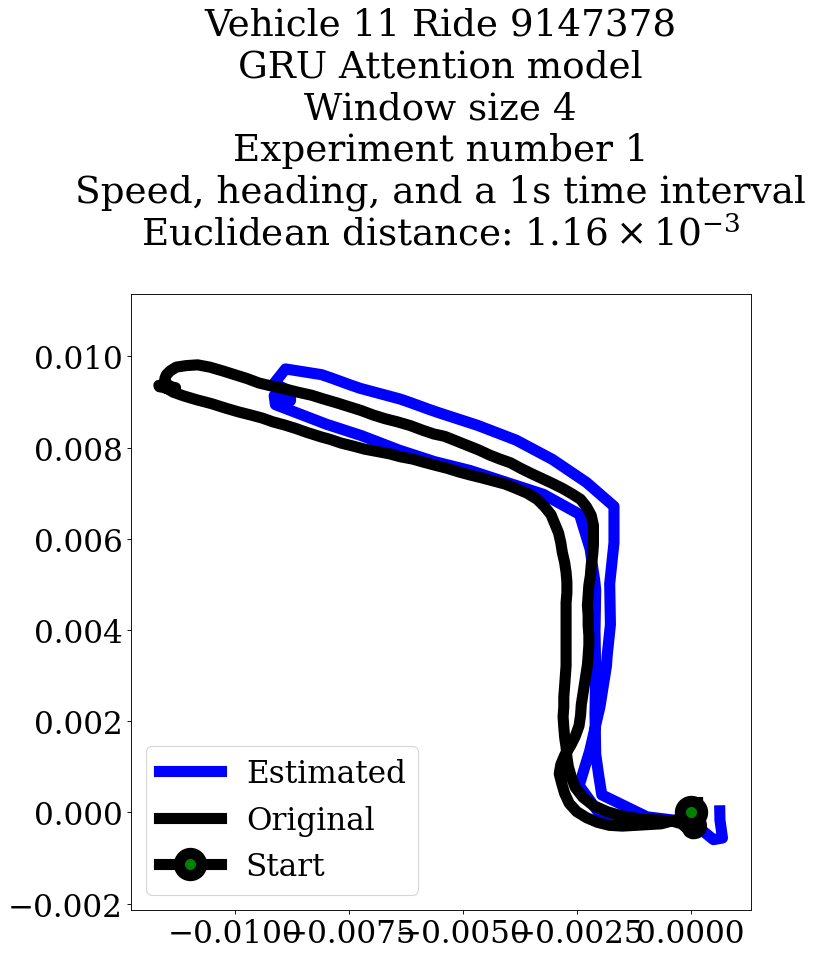 Vehicle 11 Ride 9147378
GRU Attention model
Window size 4
Experiment number 1
Speed, heading, and a 1s time interval
Euclidean distance: 1.16 × 10⁻³
0.010
0.008
0.006
0.004
0.002
0.000
−0.002
Estimated
Original
Start
−0.0100 −0.0075 −0.0050 −0.0025 0.0000